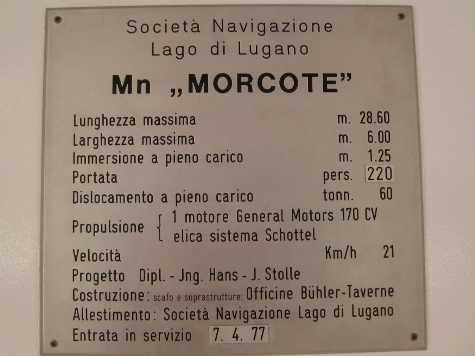 Società Navigazione
Lago di Lugano
Mn „MORCOTE”
Lunghezza massima m. 28.60
Larghezza massima m. 6.00
Immersione a pieno carico m. 1.25
Portata pers. 220
Dislocamento a pieno carico tonn. 60
Propulsione { 1 motore General Motors 170 CV
elica sistema Schottel
Velocità Km/h 21
Progetto Dipl. - Jng. Hans - J. Stolle
Costruzione: scafo e soprastrutture: Officine Bühler-Taverne
Allestimento: Società Navigazione Lago di Lugano
Entrata in servizio 7. 4. 77